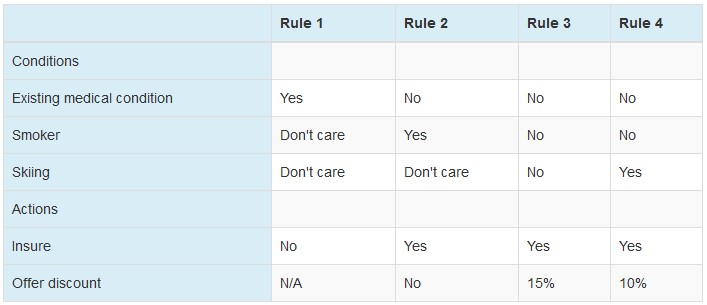 Rule 1 Rule 2 Rule 3 Rule 4
Conditions
Existing medical condition Yes No No No
Smoker Don't care Yes No No
Skiing Don't care Don't care No Yes
Actions
Insure No Yes Yes Yes
Offer discount N/A No 15% 10%